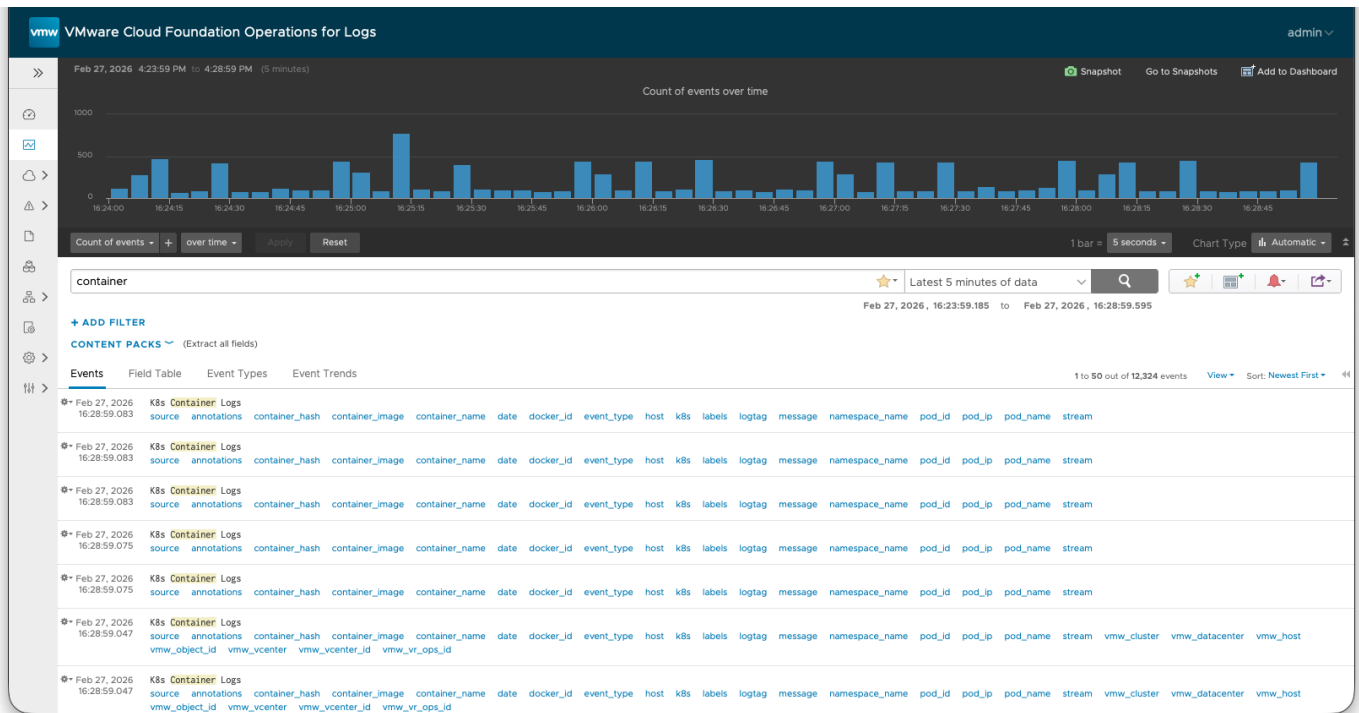 vmw VMware Cloud Foundation Operations for Logs admin
Feb 27, 2026 4:23:59 PM to 4:28:59 PM (5 minutes) Snapshot Go to Snapshots Add to Dashboard
Count of events over time
1000
500
0
16:24:00 16:24:15 16:24:30 16:24:45 16:25:00 16:25:15 16:25:30 16:25:45 16:26:00 16:26:15 16:26:30 16:26:45 16:27:00 16:27:15 16:27:30 16:27:45 16:28:00 16:28:15 16:28:30 16:28:45
Count of events + over time Apply Reset 1 bar = 5 seconds Chart Type Automatic
container Latest 5 minutes of data
Feb 27, 2026, 16:23:59.185 to Feb 27, 2026, 16:28:59.595
+ ADD FILTER
CONTENT PACKS (Extract all fields)
Events Field Table Event Types Event Trends 1 to 50 out of 12,324 events View Sort: Newest First
Feb 27, 2026 K8s Container Logs
16:28:59.083 source annotations container_hash container_image container_name date docker_id event_type host k8s labels logtag message namespace_name pod_id pod_ip pod_name stream
Feb 27, 2026 K8s Container Logs
16:28:59.083 source annotations container_hash container_image container_name date docker_id event_type host k8s labels logtag message namespace_name pod_id pod_ip pod_name stream
Feb 27, 2026 K8s Container Logs
16:28:59.083 source annotations container_hash container_image container_name date docker_id event_type host k8s labels logtag message namespace_name pod_id pod_ip pod_name stream
Feb 27, 2026 K8s Container Logs
16:28:59.075 source annotations container_hash container_image container_name date docker_id event_type host k8s labels logtag message namespace_name pod_id pod_ip pod_name stream
Feb 27, 2026 K8s Container Logs
16:28:59.075 source annotations container_hash container_image container_name date docker_id event_type host k8s labels logtag message namespace_name pod_id pod_ip pod_name stream
Feb 27, 2026 K8s Container Logs
16:28:59.047 source annotations container_hash container_image container_name date docker_id event_type host k8s labels logtag message namespace_name pod_id pod_ip pod_name stream vmw_cluster vmw_datacenter vmw_host
vmw_object_id vmw_vcenter vmw_vcenter_id vmw_vr_ops_id
Feb 27, 2026 K8s Container Logs
16:28:59.047 source annotations container_hash container_image container_name date docker_id event_type host k8s labels logtag message namespace_name pod_id pod_ip pod_name stream vmw_cluster vmw_datacenter vmw_host
vmw_object_id vmw_vcenter vmw_vcenter_id vmw_vr_ops_id